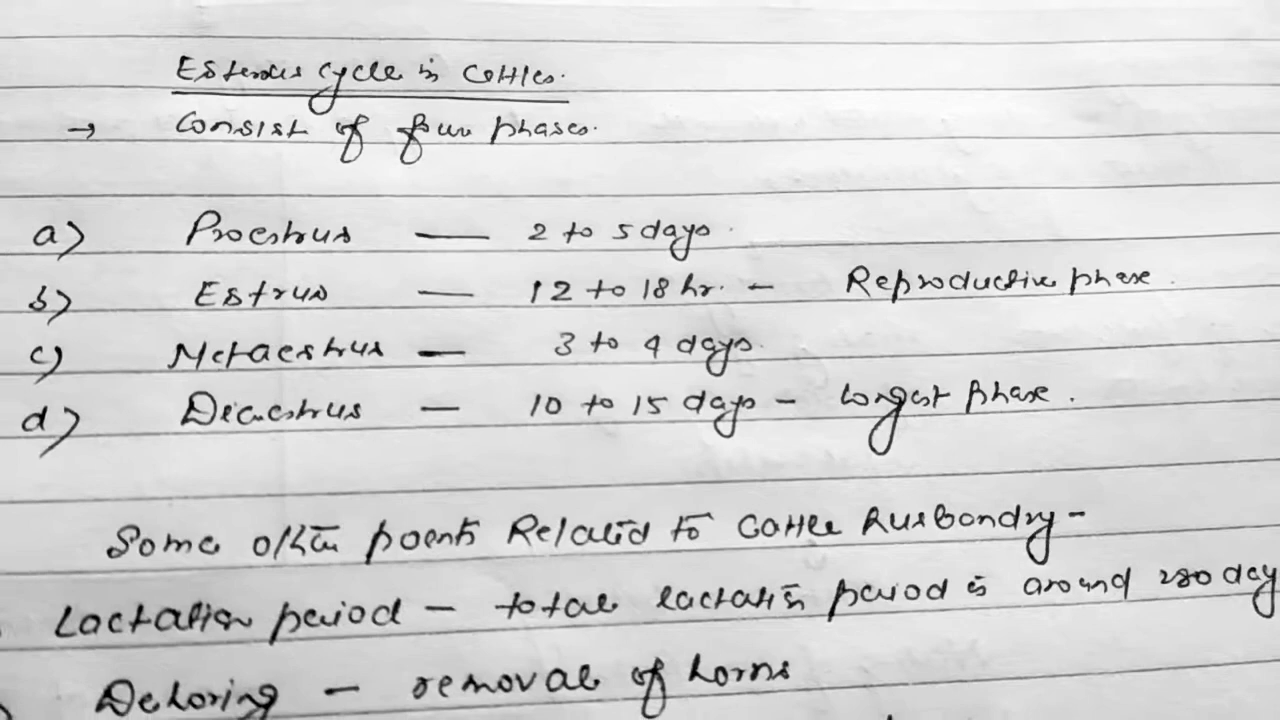 Estrous cycle in Cattles.
→ Consist of four phases.
a) Proestrus — 2 to 5 days.
b) Estrus — 12 to 18 hr. - Reproductive phase.
c) Metaestrus — 3 to 4 days.
d) Diaestrus — 10 to 15 days - Longest phase.
Some other points Related to Cattle Husbandry -
Lactation period - total lactation period is around 280 day
Dehoring - removal of horns